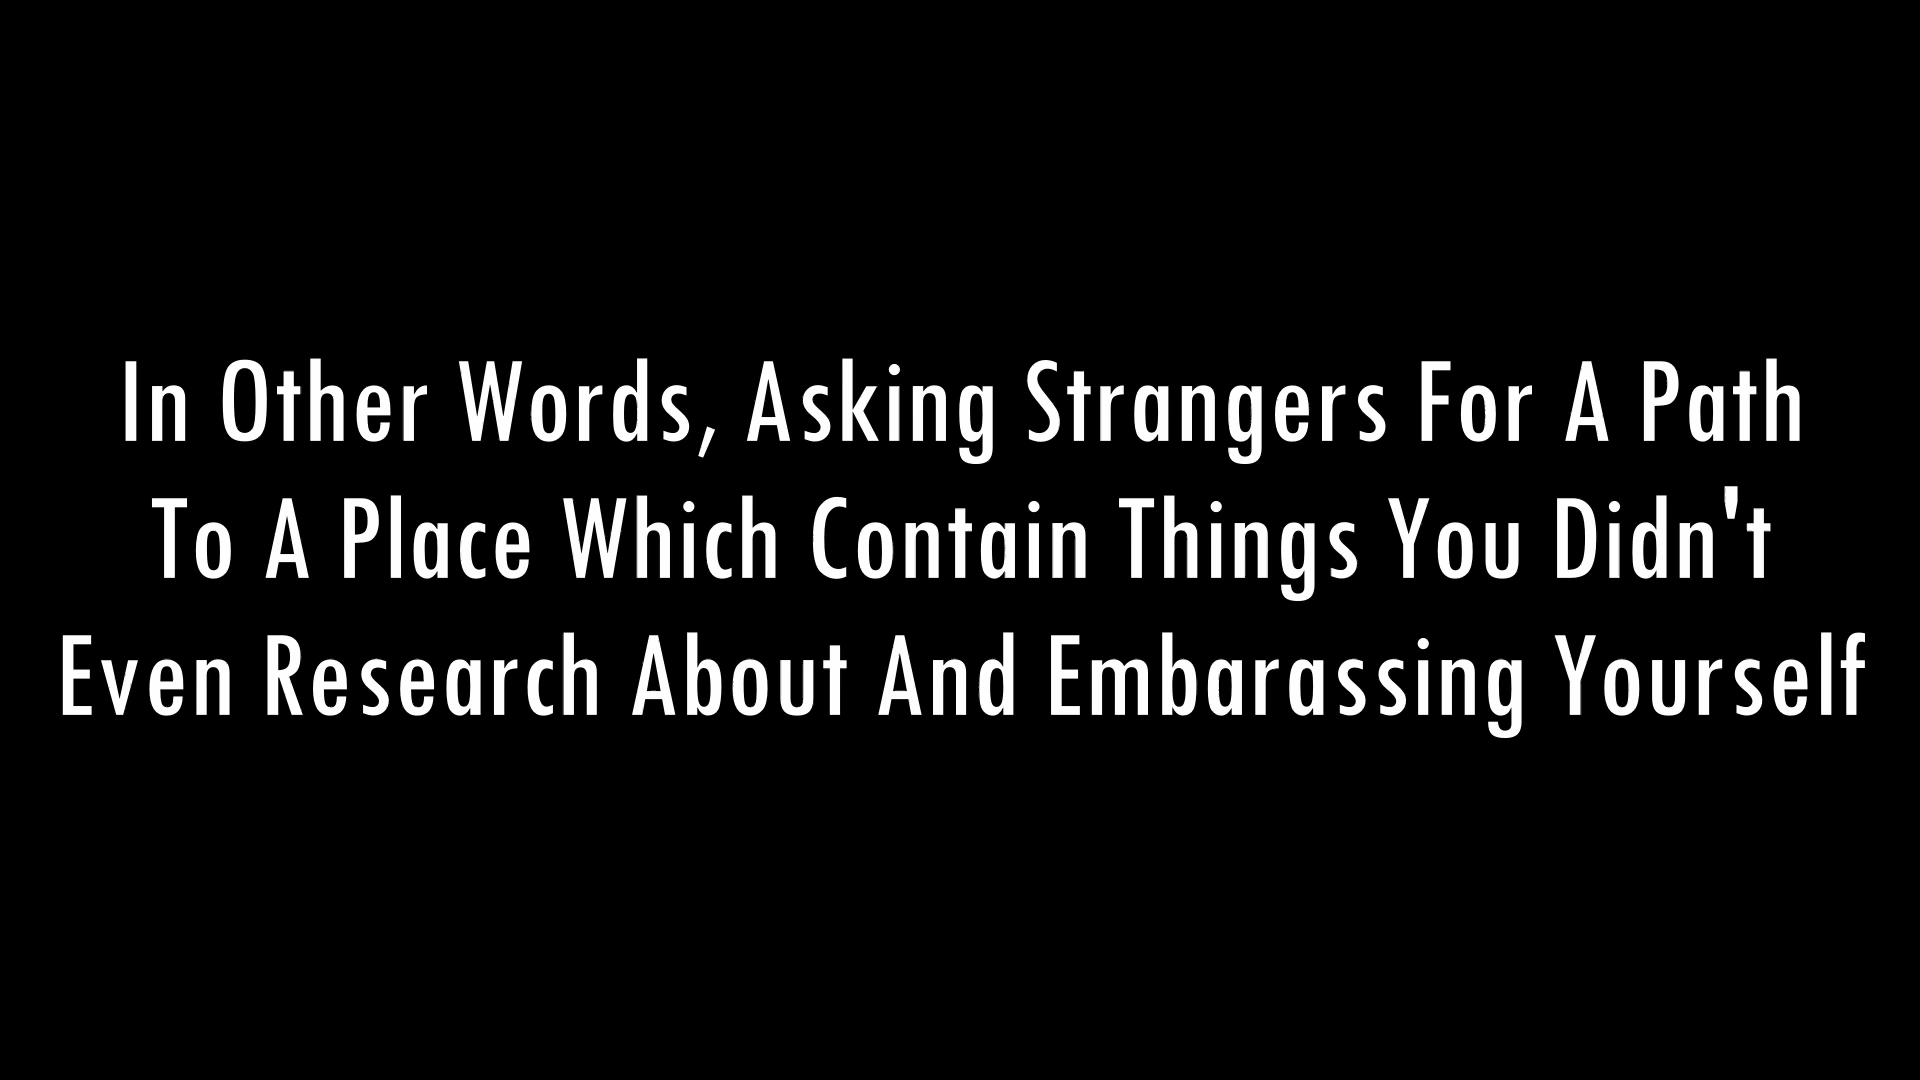 In Other Words, Asking Strangers For A Path
To A Place Which Contain Things You Didn't
Even Research About And Embarassing Yourself